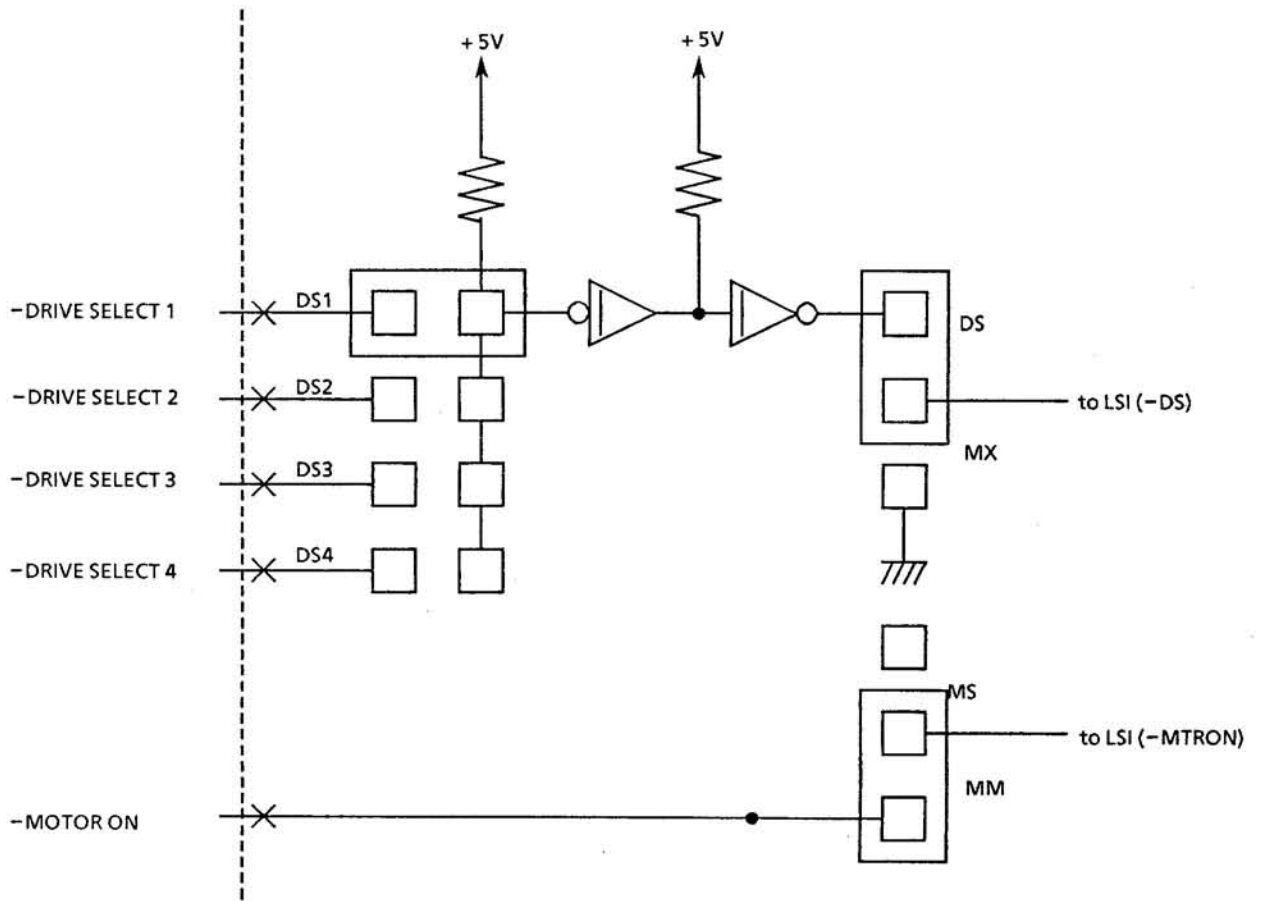 +5V
+5V
–DRIVE SELECT 1
DS1
DS
–DRIVE SELECT 2
DS2
to LSI (–DS)
MX
–DRIVE SELECT 3
DS3
–DRIVE SELECT 4
DS4
MS
to LSI (–MTRON)
MM
–MOTOR ON